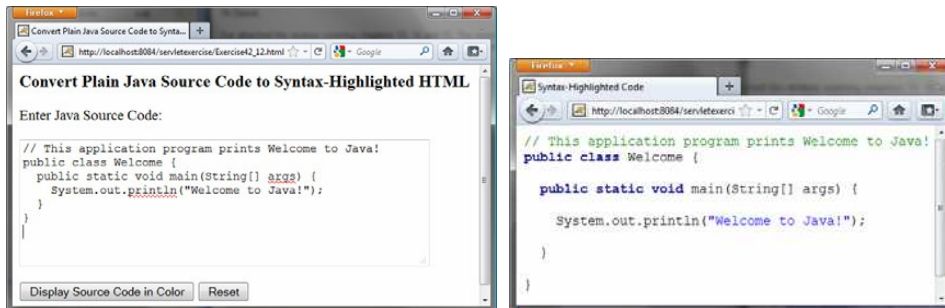 Firefox
Convert Plain Java Source Code to Synta...
http://localhost:8084/servletexercise/Exercise42_12.html
Google
Convert Plain Java Source Code to Syntax-Highlighted HTML
Enter Java Source Code:
// This application program prints Welcome to Java!
public class Welcome {
  public static void main(String[] args) {
    System.out.println("Welcome to Java!");
  }
}
Display Source Code in Color
Reset
Firefox
Syntax-Highlighted Code
http://localhost:8084/servletexerci
Google
// This application program prints Welcome to Java!
public class Welcome {
  public static void main(String[] args) {
    System.out.println("Welcome to Java!");
  }
}